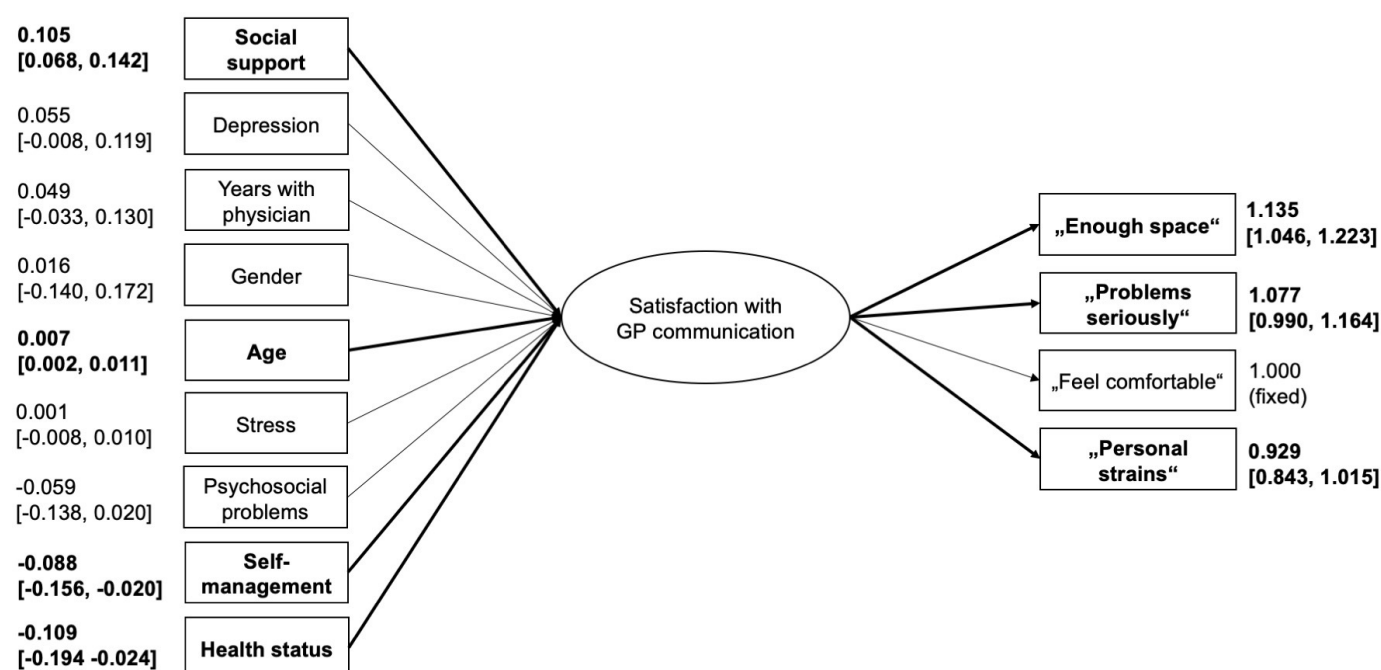 0.105
[0.068, 0.142]
Social
support
0.055
[-0.008, 0.119]
Depression
0.049
[-0.033, 0.130]
Years with
physician
0.016
[-0.140, 0.172]
Gender
0.007
[0.002, 0.011]
Age
0.001
[-0.008, 0.010]
Stress
-0.059
[-0.138, 0.020]
Psychosocial
problems
-0.088
[-0.156, -0.020]
Self-
management
-0.109
[-0.194 -0.024]
Health status
Satisfaction with
GP communication
„Enough space“
1.135
[1.046, 1.223]
„Problems
seriously“
1.077
[0.990, 1.164]
„Feel comfortable“
1.000
(fixed)
„Personal
strains“
0.929
[0.843, 1.015]